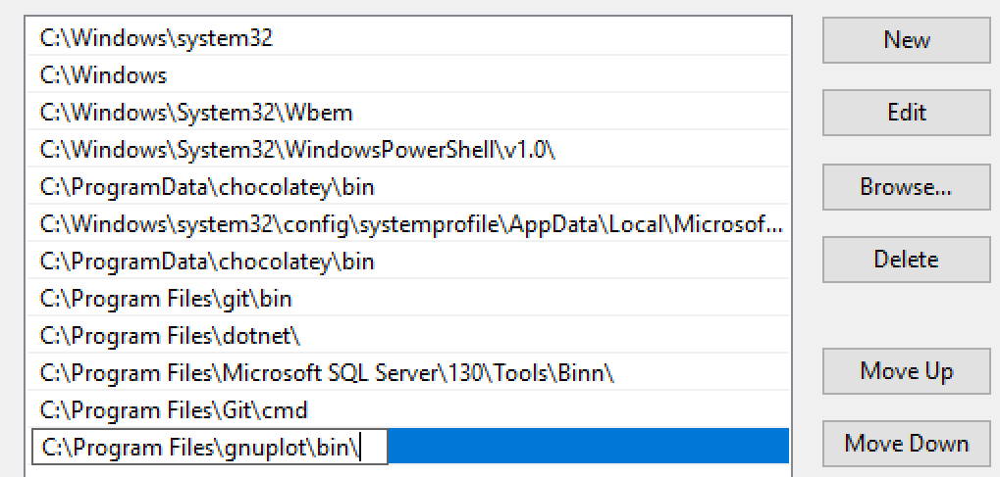 C:\Windows\system32
C:\Windows
C:\Windows\System32\Wbem
C:\Windows\System32\WindowsPowerShell\v1.0\
C:\ProgramData\chocolatey\bin
C:\Windows\system32\config\systemprofile\AppData\Local\Microsof...
C:\ProgramData\chocolatey\bin
C:\Program Files\git\bin
C:\Program Files\dotnet\
C:\Program Files\Microsoft SQL Server\130\Tools\Binn\
C:\Program Files\Git\cmd
C:\Program Files\gnuplot\bin\
New
Edit
Browse...
Delete
Move Up
Move Down